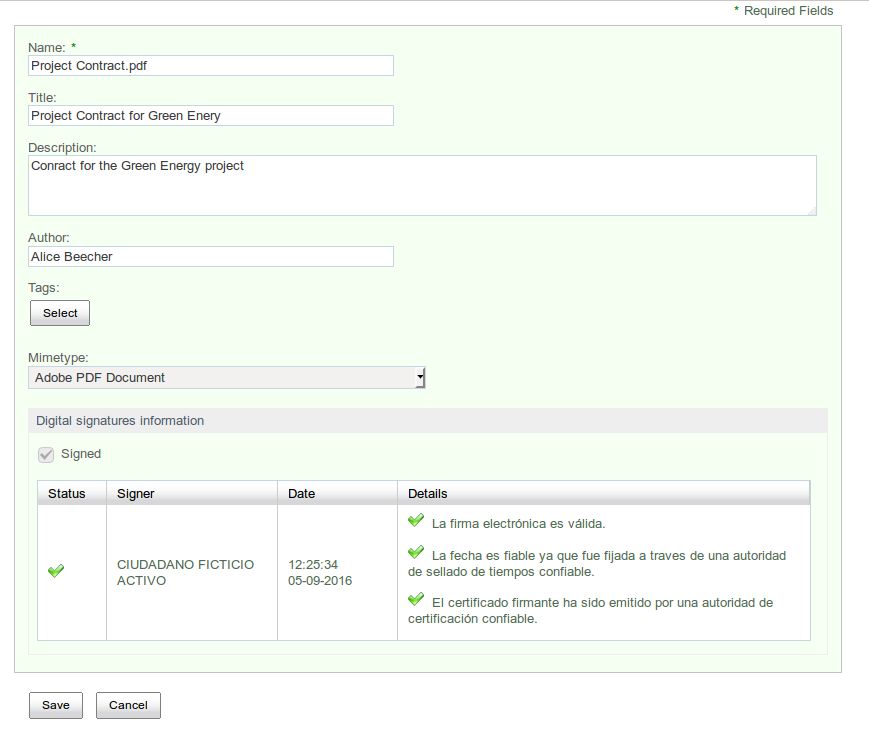 * Required Fields
Name: *
Project Contract.pdf
Title:
Project Contract for Green Enery
Description:
Conract for the Green Energy project
Author:
Alice Beecher
Tags:
Select
Mimetype:
Adobe PDF Document
Digital signatures information
Signed
Status Signer Date Details
CIUDADANO FICTICIO
ACTIVO
12:25:34
05-09-2016
La firma electrónica es válida.
La fecha es fiable ya que fue fijada a traves de una autoridad
de sellado de tiempos confiable.
El certificado firmante ha sido emitido por una autoridad de
certificación confiable.
Save Cancel